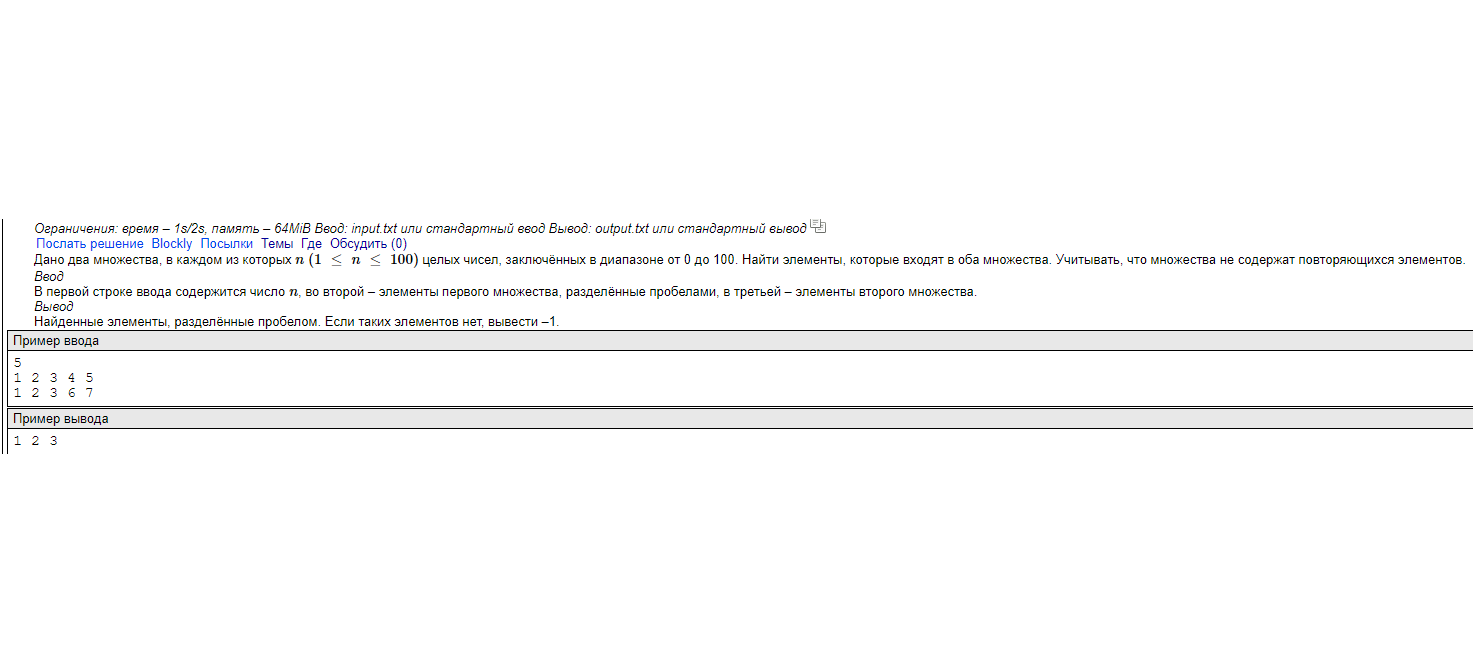 Ограничения: время – 1s/2s, память – 64MiB Ввод: input.txt или стандартный ввод Вывод: output.txt или стандартный вывод
Послать решение Blockly Посылки Темы Где Обсудить (0)
Дано два множества, в каждом из которых n (1 ≤ n ≤ 100) целых чисел, заключённых в диапазоне от 0 до 100. Найти элементы, которые входят в оба множества. Учитывать, что множества не содержат повторяющихся элементов.
Ввод
В первой строке ввода содержится число n, во второй – элементы первого множества, разделённые пробелами, в третьей – элементы второго множества.
Вывод
Найденные элементы, разделённые пробелом. Если таких элементов нет, вывести –1.
Пример ввода
5
1 2 3 4 5
1 2 3 6 7
Пример вывода
1 2 3